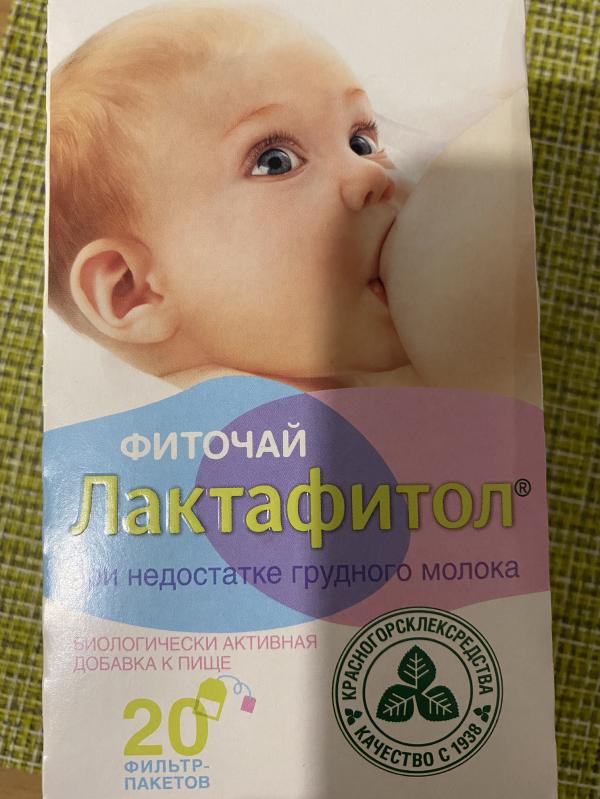 ФИТОЧАЙ
Лактафитол®
при недостатке грудного молока
БИОЛОГИЧЕСКИ АКТИВНАЯ
ДОБАВКА К ПИЩЕ
20
ФИЛЬТР-
ПАКЕТОВ
КРАСНОГОРСКЛЕКСРЕДСТВА
КАЧЕСТВО С 1938